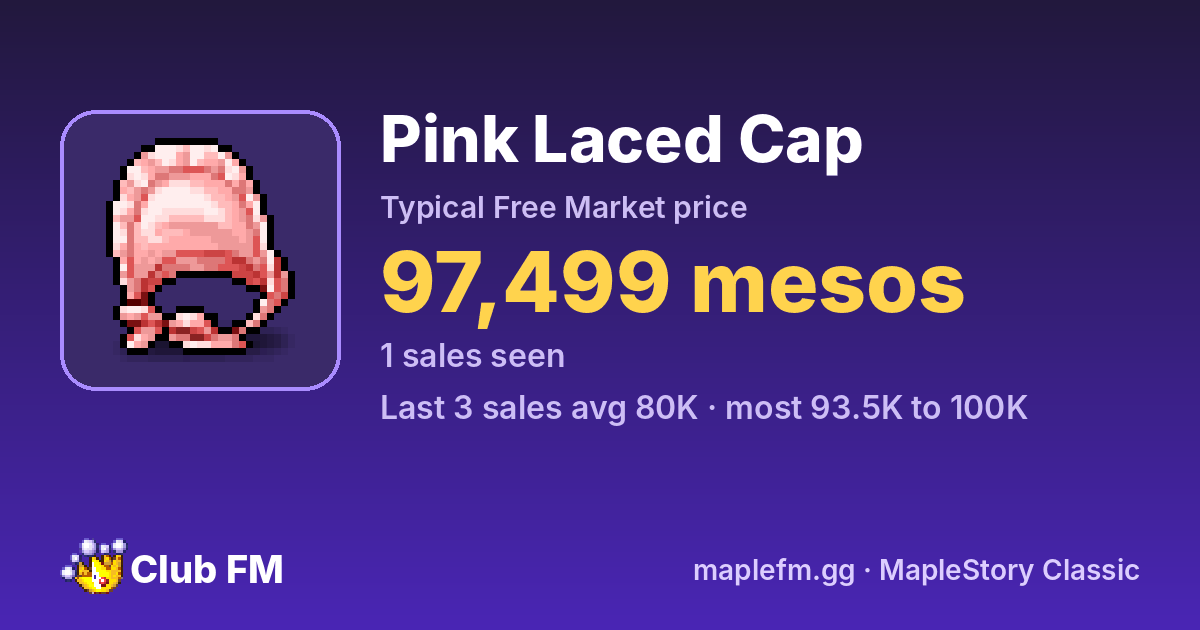 Pink Laced Cap
Typical Free Market price
97,499 mesos
1 sales seen
Last 3 sales avg 80K · most 93.5K to 100K
Club FM
maplefm.gg · MapleStory Classic